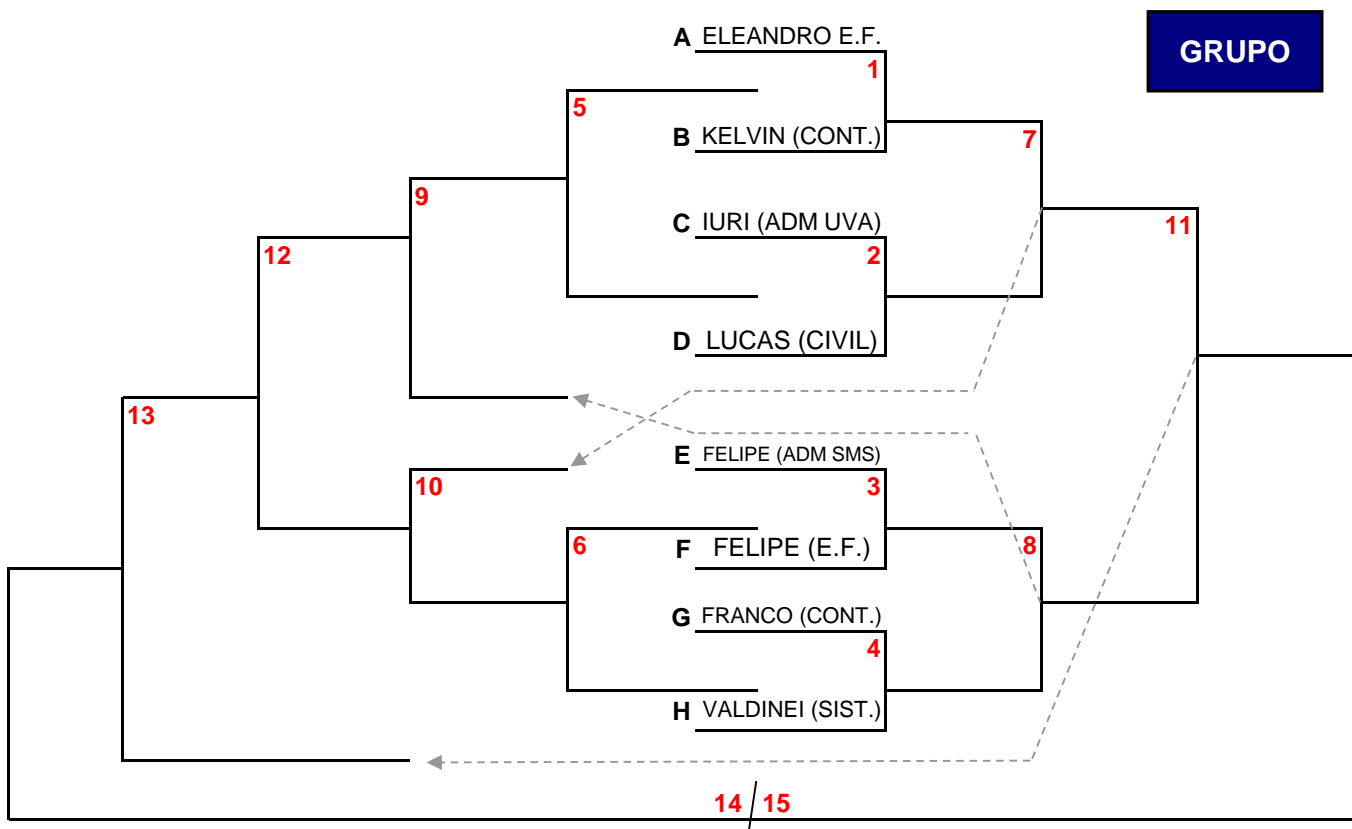 A ELEANDRO E.F.
GRUPO
1
5
B KELVIN (CONT.)
7
9
C IURI (ADM UVA)
11
12
2
D LUCAS (CIVIL)
13
E FELIPE (ADM SMS)
10
3
6
F FELIPE (E.F.)
8
G FRANCO (CONT.)
4
H VALDINEI (SIST.)
14 / 15